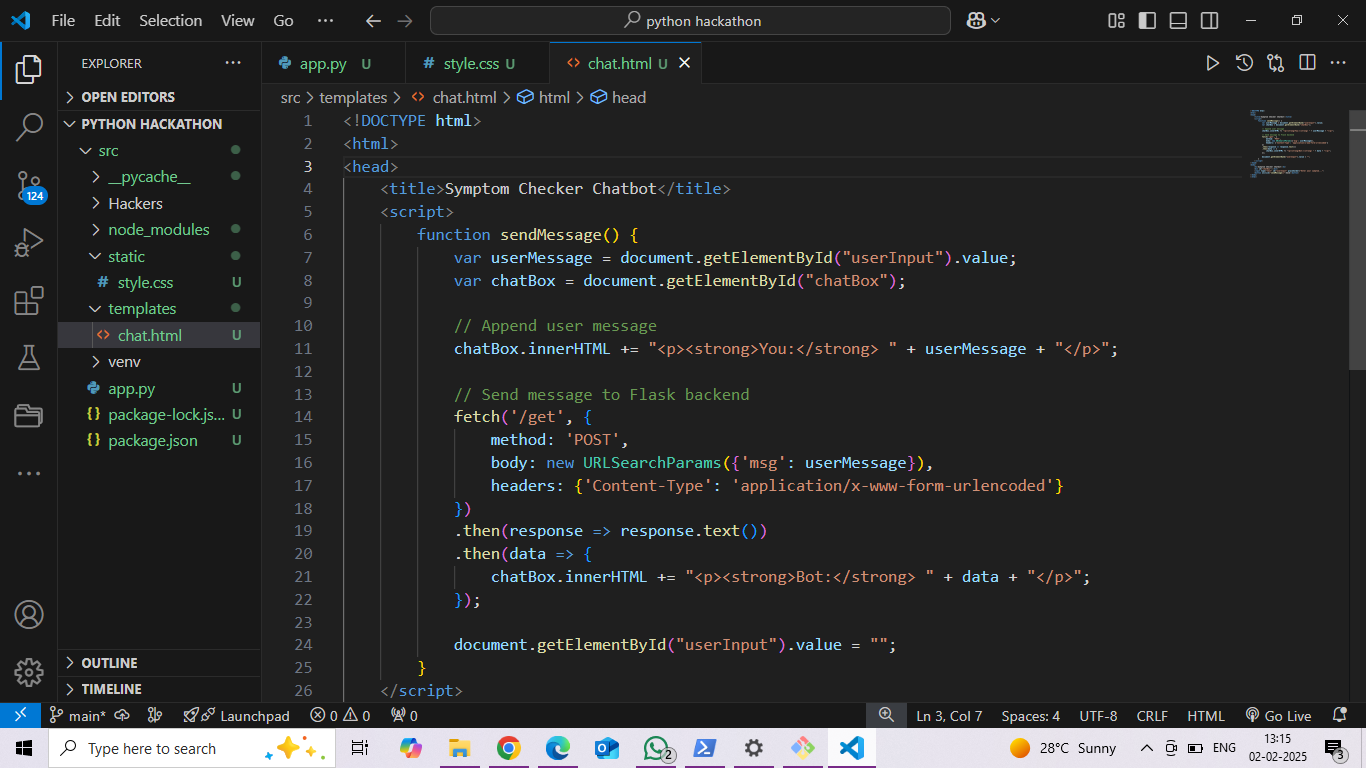 File Edit Selection View Go ··· python hackathon
EXPLORER ···
OPEN EDITORS
PYTHON HACKATHON
src
__pycache__
Hackers
node_modules
static
style.css U
templates
chat.html U
venv
app.py U
package-lock.js... U
package.json U
OUTLINE
TIMELINE
124
app.py U style.css U chat.html U
src > templates > chat.html > html > head
1 <!DOCTYPE html>
2 <html>
3 <head>
4 <title>Symptom Checker Chatbot</title>
5 <script>
6 function sendMessage() {
7 var userMessage = document.getElementById("userInput").value;
8 var chatBox = document.getElementById("chatBox");
9
10 // Append user message
11 chatBox.innerHTML += "<p><strong>You:</strong> " + userMessage + "</p>";
12
13 // Send message to Flask backend
14 fetch('/get', {
15 method: 'POST',
16 body: new URLSearchParams({'msg': userMessage}),
17 headers: {'Content-Type': 'application/x-www-form-urlencoded'}
18 })
19 .then(response => response.text())
20 .then(data => {
21 chatBox.innerHTML += "<p><strong>Bot:</strong> " + data + "</p>";
22 });
23
24 document.getElementById("userInput").value = "";
25 }
26 </script>
main* Launchpad 0 0 0 Ln 3, Col 7 Spaces: 4 UTF-8 CRLF HTML Go Live
Type here to search 2 28°C Sunny ENG 13:15
02-02-2025 3